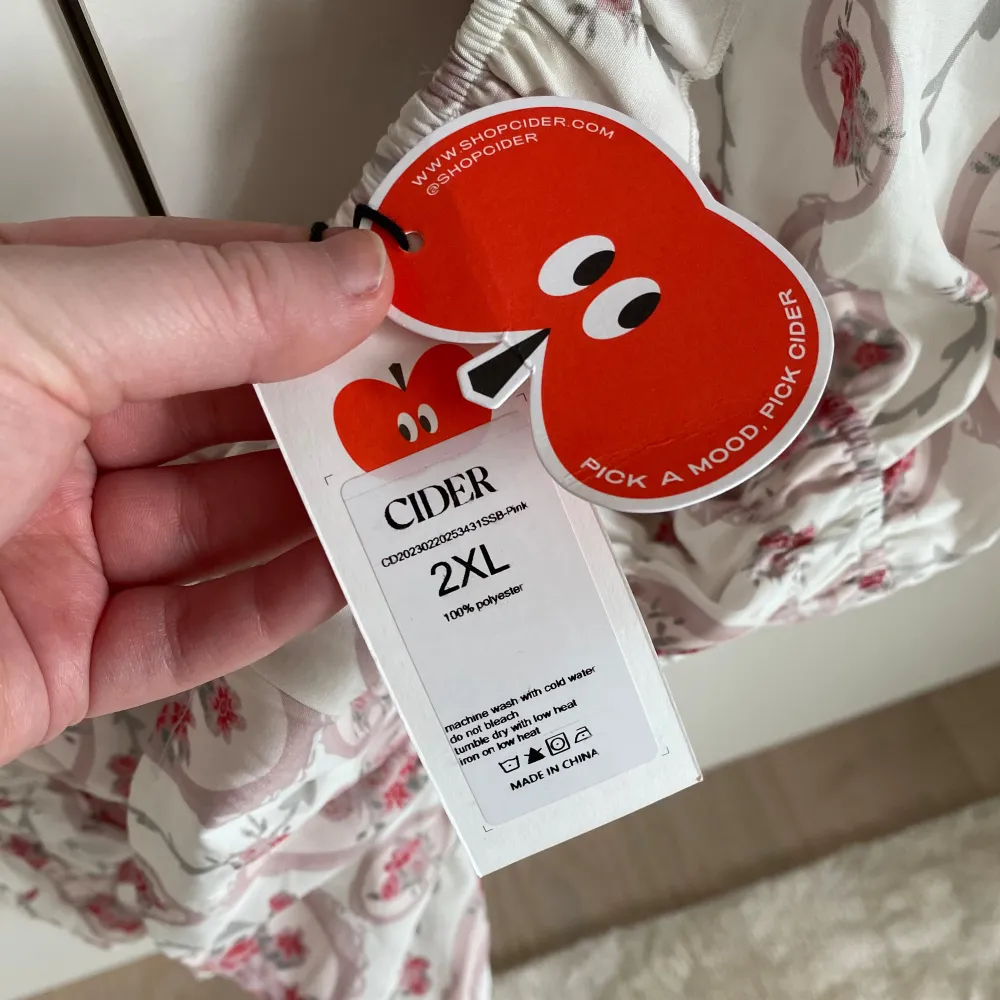 WWW.SHOPCIDER.COM
@SHOPCIDER
PICK A MOOD, PICK CIDER
CIDER
CD20230220253431SSB-Pink
2XL
100% polyester
machine wash with cold water
do not bleach
tumble dry with low heat
iron on low heat
MADE IN CHINA